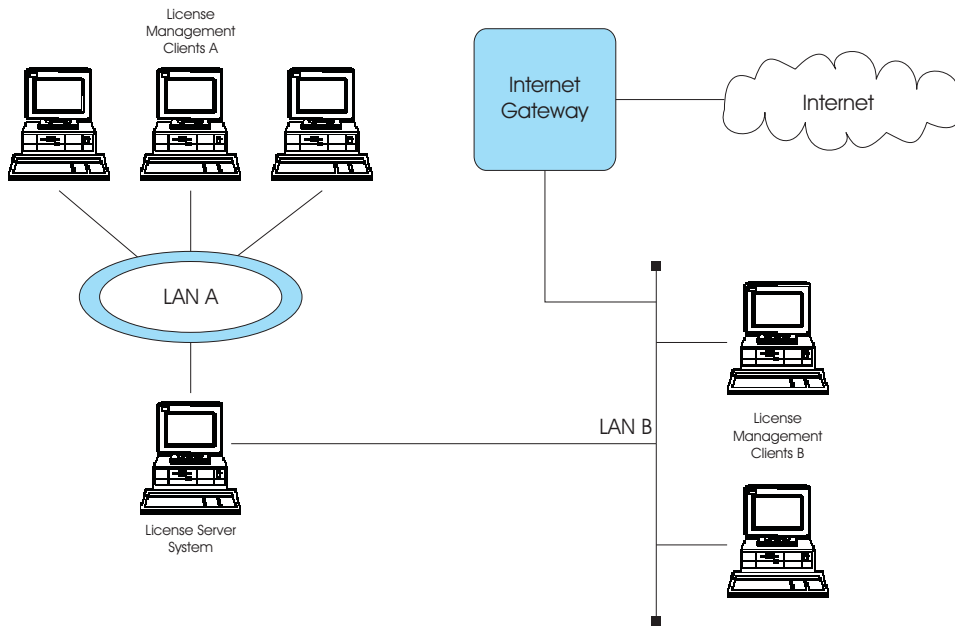 License
Management
Clients A
Internet
Gateway
Internet
LAN A
LAN B
License
Management
Clients B
License Server
System